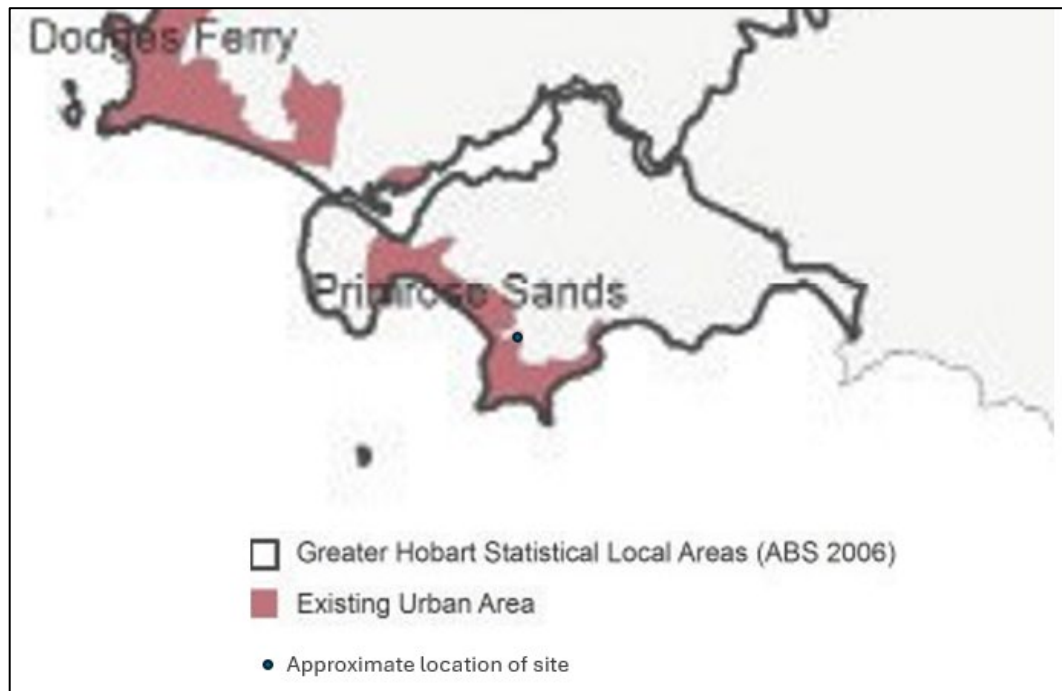 Dodges Ferry
Primrose Sands
Greater Hobart Statistical Local Areas (ABS 2006)
Existing Urban Area
Approximate location of site